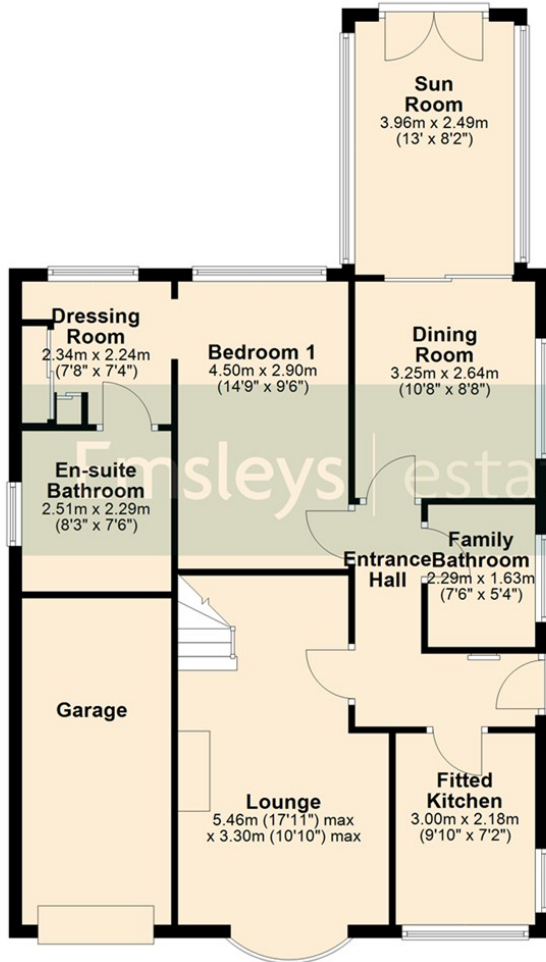 Sun
Room
3.96m x 2.49m
(13' x 8'2")
Dressing
Room
2.34m x 2.24m
(7'8" x 7'4")
Bedroom 1
4.50m x 2.90m
(14'9" x 9'6")
Dining
Room
3.25m x 2.64m
(10'8" x 8'8")
Emsleys | esta
En-suite
Bathroom
2.51m x 2.29m
(8'3" x 7'6")
Entrance
Hall
Family
Bathroom
2.29m x 1.63m
(7'6" x 5'4")
Garage
Lounge
5.46m (17'11") max
x 3.30m (10'10") max
Fitted
Kitchen
3.00m x 2.18m
(9'10" x 7'2")